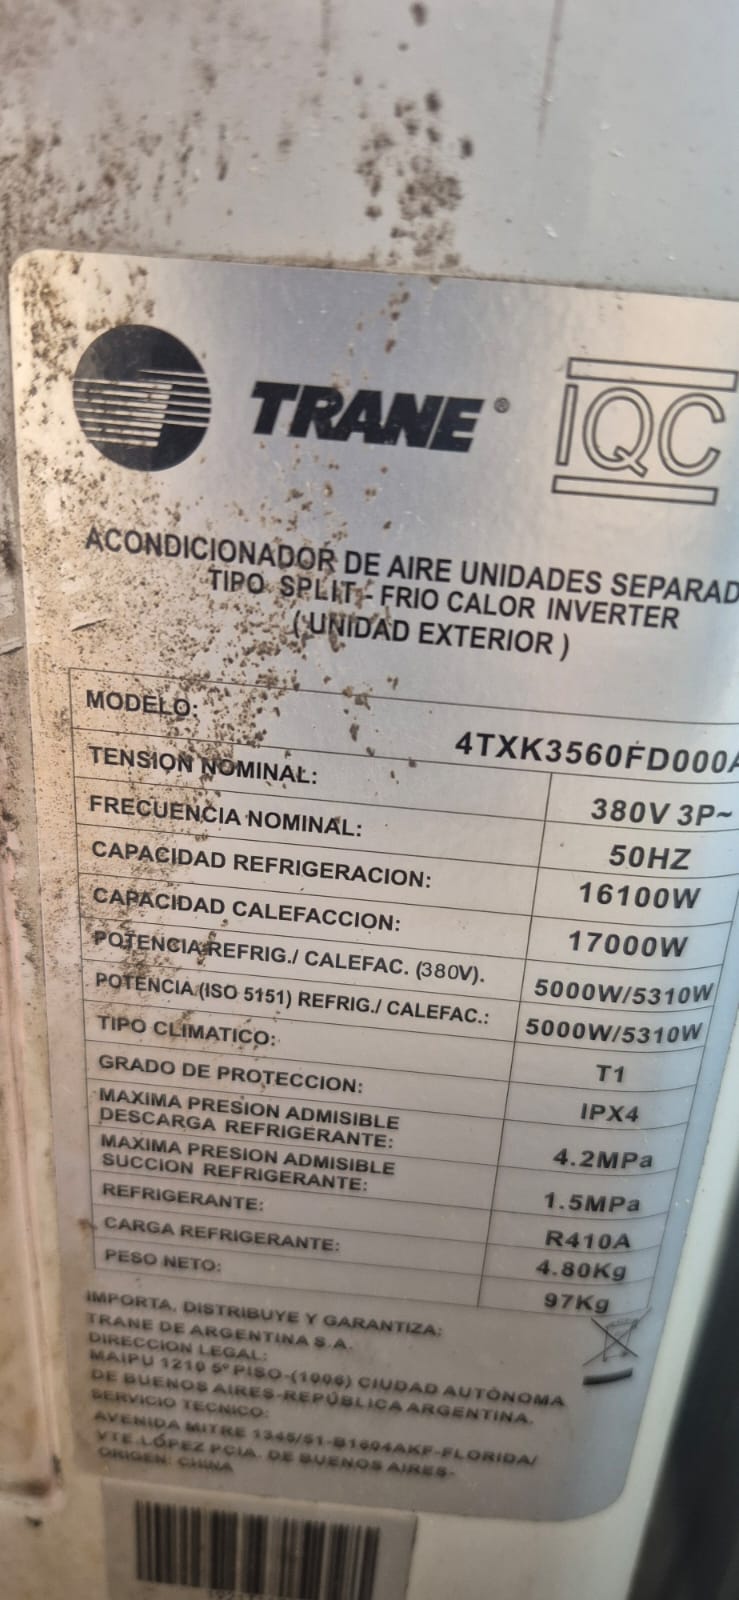 TRANE®
IQC
ACONDICIONADOR DE AIRE UNIDADES SEPARAD
TIPO SPLIT - FRIO CALOR INVERTER
( UNIDAD EXTERIOR )
MODELO: 4TXK3560FD000A
TENSION NOMINAL: 380V 3P~
FRECUENCIA NOMINAL: 50HZ
CAPACIDAD REFRIGERACION: 16100W
CAPACIDAD CALEFACCION: 17000W
POTENCIA REFRIG./ CALEFAC. (380V). 5000W/5310W
POTENCIA (ISO 5151) REFRIG./ CALEFAC.: 5000W/5310W
TIPO CLIMATICO: T1
GRADO DE PROTECCION: IPX4
MAXIMA PRESION ADMISIBLE
DESCARGA REFRIGERANTE: 4.2MPa
MAXIMA PRESION ADMISIBLE
SUCCION REFRIGERANTE: 1.5MPa
REFRIGERANTE: R410A
CARGA REFRIGERANTE: 4.80Kg
PESO NETO: 97Kg
IMPORTA, DISTRIBUYE Y GARANTIZA:
TRANE DE ARGENTINA S.A.
DIRECCION LEGAL:
MAIPU 1210 5º PISO-(1006) CIUDAD AUTÓNOMA
DE BUENOS AIRES-REPÚBLICA ARGENTINA.
SERVICIO TECNICO:
AVENIDA MITRE 1345/51-B1604AKF-FLORIDA/
VTE.LÓPEZ PCIA. DE BUENOS AIRES-
ORIGEN: CHINA